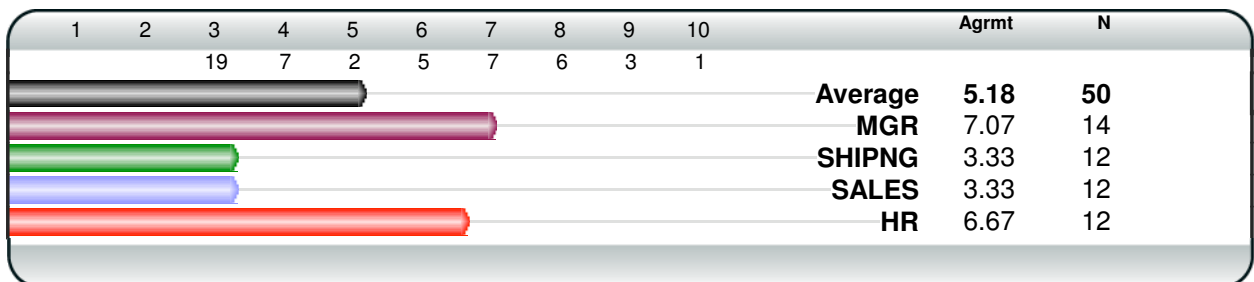 1 2 3 4 5 6 7 8 9 10 Agrmt N
19 7 2 5 7 6 3 1
Average 5.18 50
MGR 7.07 14
SHIPNG 3.33 12
SALES 3.33 12
HR 6.67 12